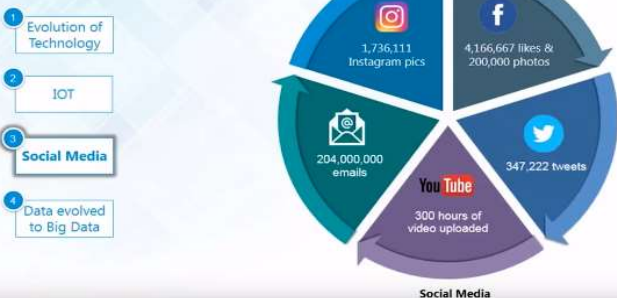 1
Evolution of
Technology
2
IOT
3
Social Media
4
Data evolved
to Big Data
1,736,111
Instagram pics
f
4,166,667 likes &
200,000 photos
347,222 tweets
YouTube
300 hours of
video uploaded
@
204,000,000
emails
Social Media